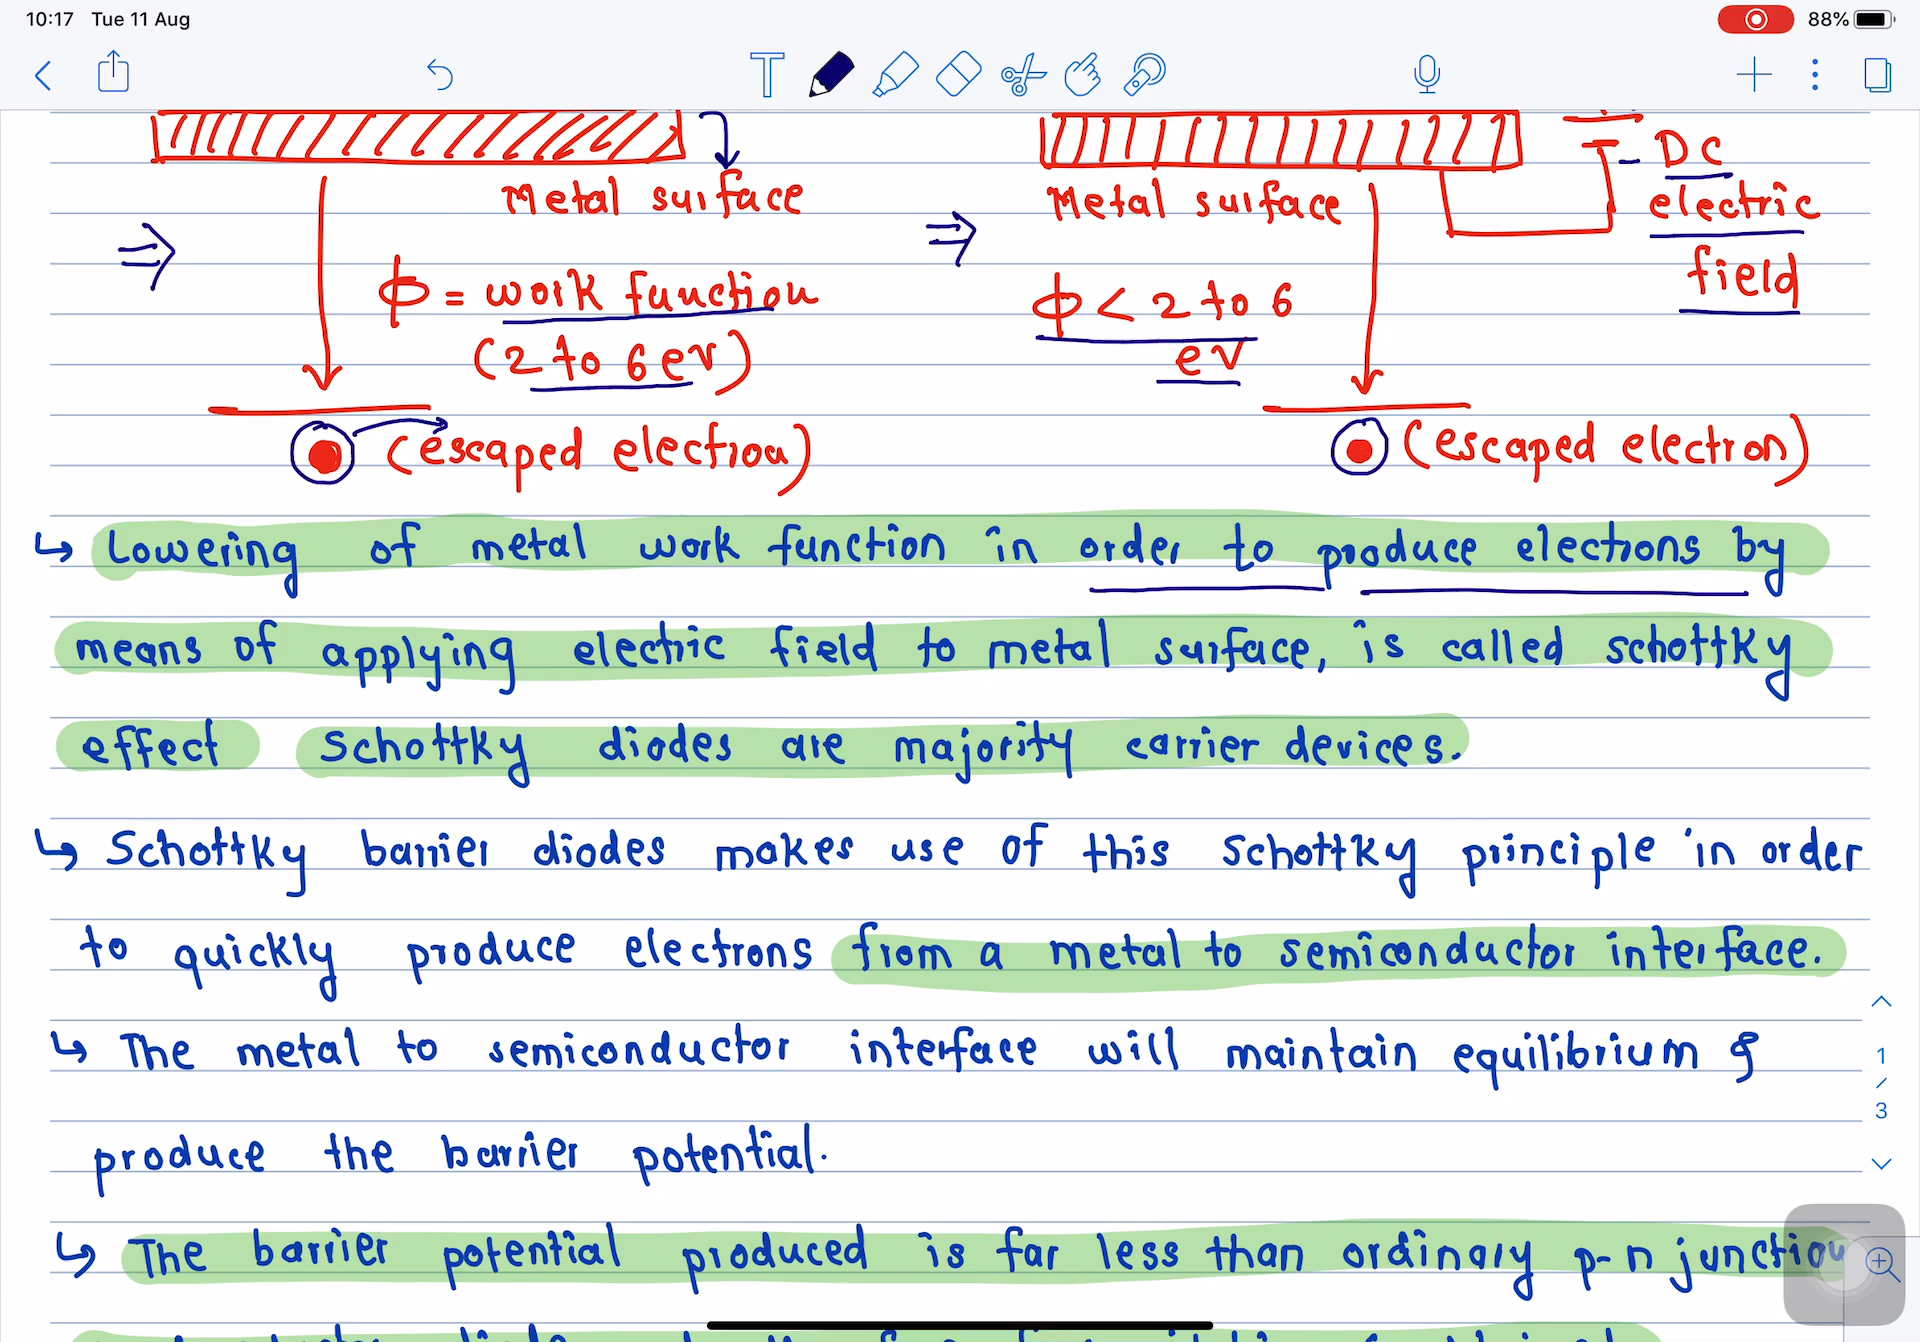 10:17 Tue 11 Aug
88%
T
Metal surface
Metal surface
- DC
electric
field
ϕ = work function
(2 to 6 ev)
ϕ < 2 to 6
ev
(escaped electron)
(escaped electron)
↳ Lowering of metal work function in order to produce electrons by
means of applying electric field to metal surface, is called schottky
effect Schottky diodes are majority carrier devices.
↳ Schottky barrier diodes makes use of this Schottky principle in order
to quickly produce electrons from a metal to semiconductor interface.
↳ The metal to semiconductor interface will maintain equilibrium &
produce the barrier potential.
↳ The barrier potential produced is far less than ordinary p-n junction
1
/
3